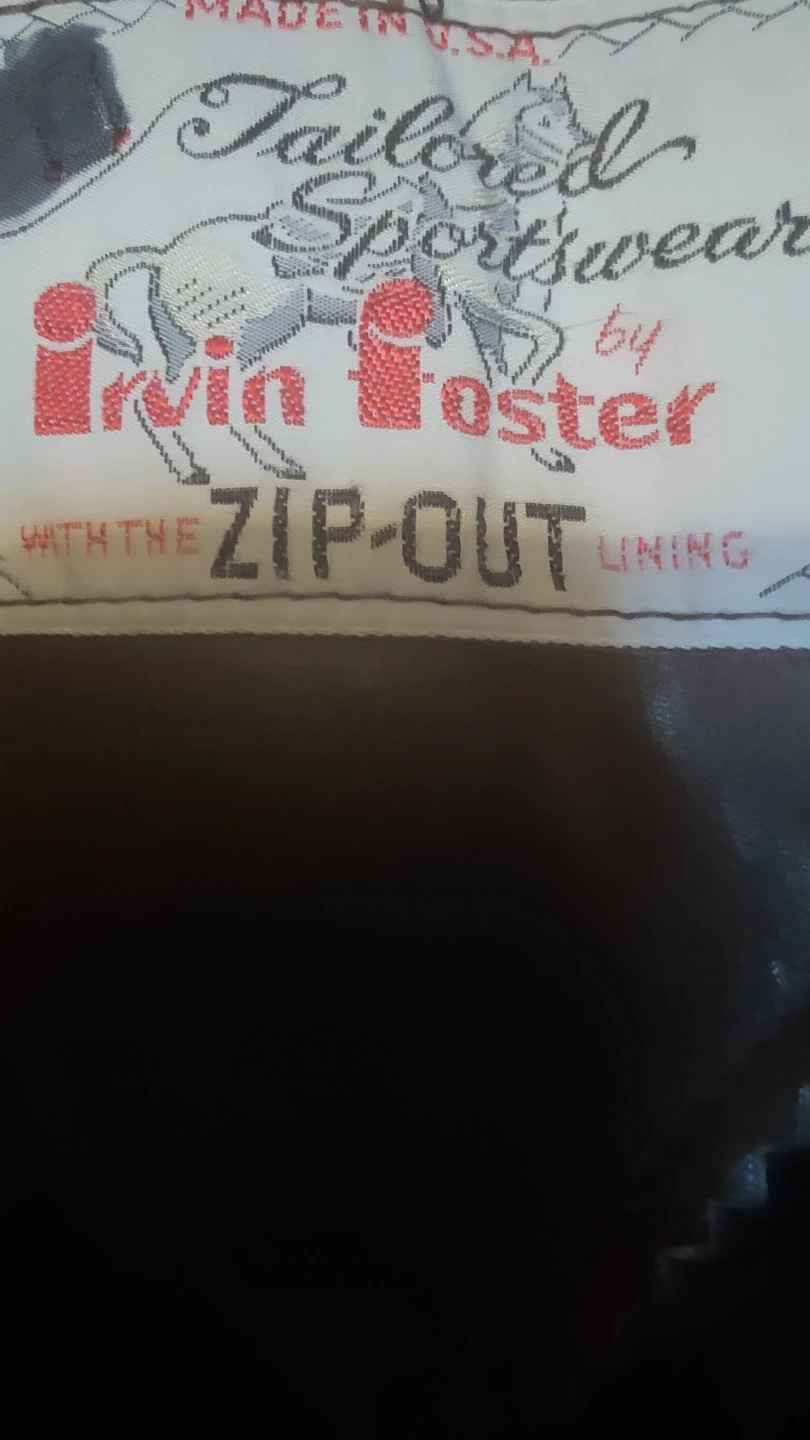 MADE IN U.S.A.
Tailored
Sportswear
by
irvin foster
WITH THE ZIP-OUT LINING